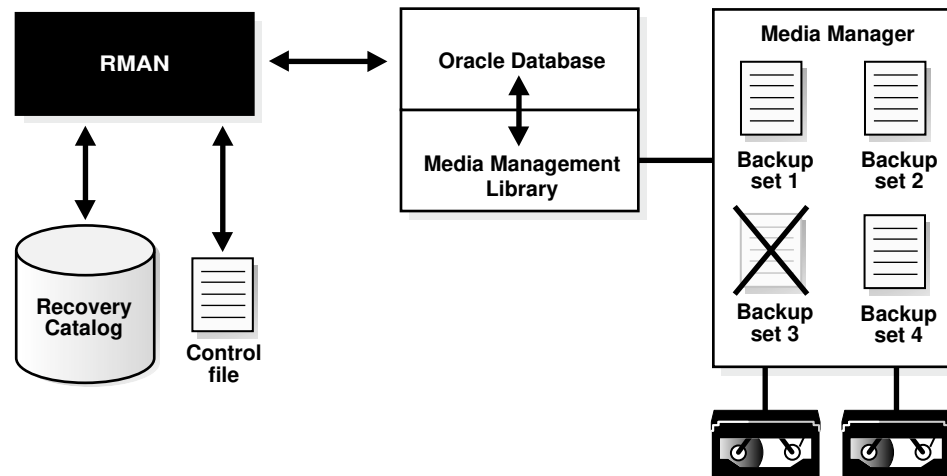 RMAN
Oracle Database
Media Management
Library
Media Manager
Backup
set 1
Backup
set 2
Backup
set 3
Backup
set 4
Recovery
Catalog
Control
file